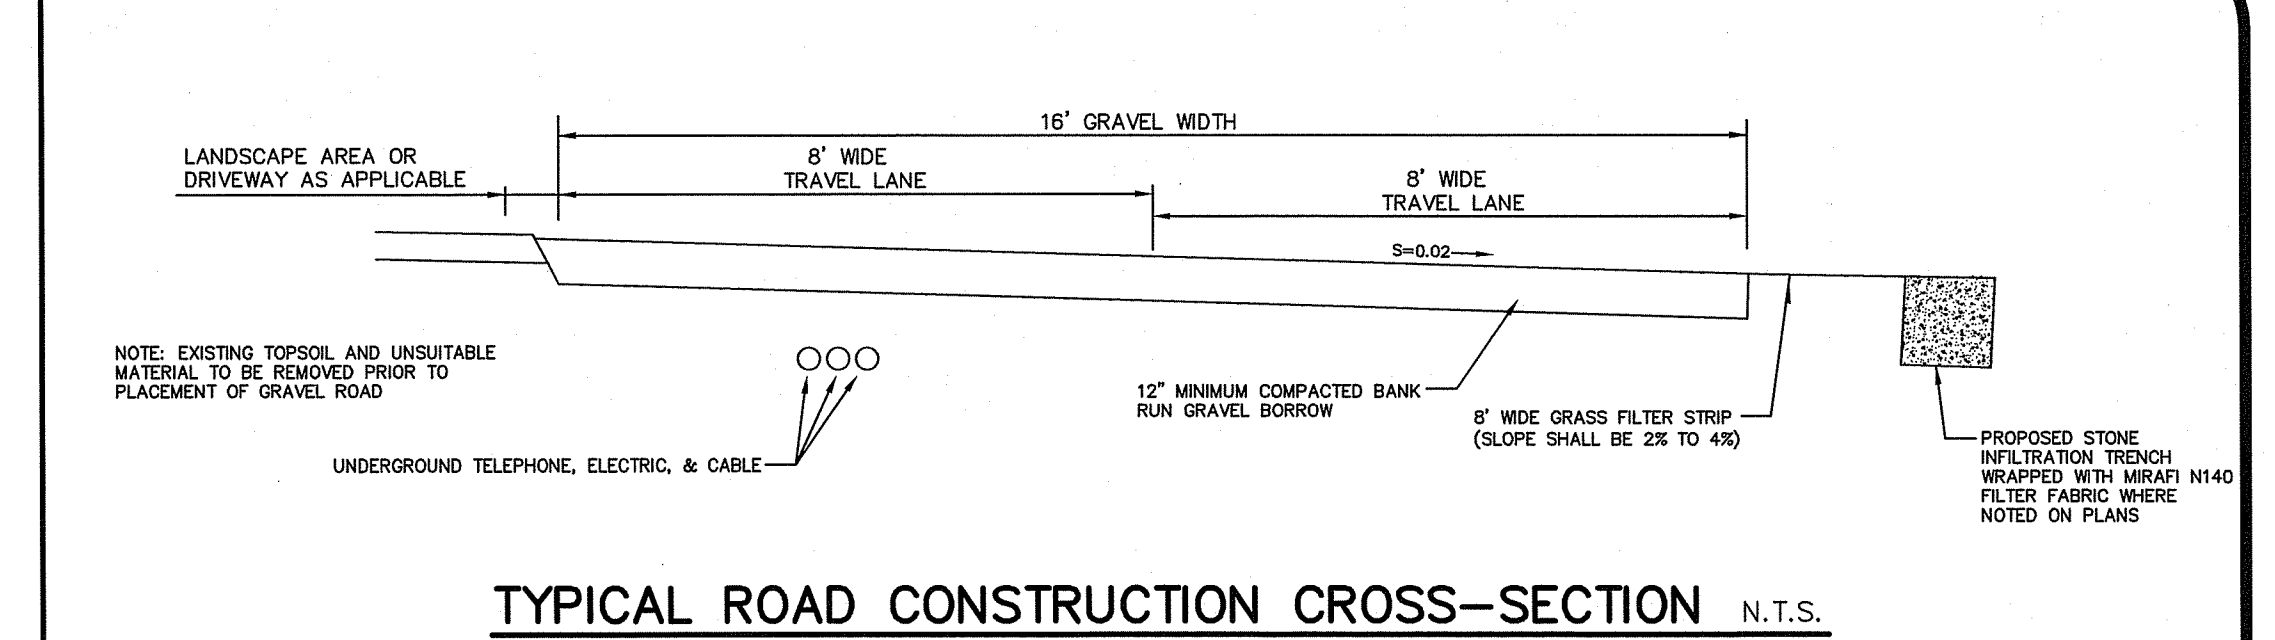 16' GRAVEL WIDTH
LANDSCAPE AREA OR
DRIVEWAY AS APPLICABLE
8' WIDE
TRAVEL LANE
8' WIDE
TRAVEL LANE
S=0.02
NOTE: EXISTING TOPSOIL AND UNSUITABLE
MATERIAL TO BE REMOVED PRIOR TO
PLACEMENT OF GRAVEL ROAD
UNDERGROUND TELEPHONE, ELECTRIC, & CABLE
12" MINIMUM COMPACTED BANK
RUN GRAVEL BORROW
8' WIDE GRASS FILTER STRIP
(SLOPE SHALL BE 2% TO 4%)
PROPOSED STONE
INFILTRATION TRENCH
WRAPPED WITH MIRAFI N140
FILTER FABRIC WHERE
NOTED ON PLANS
TYPICAL ROAD CONSTRUCTION CROSS-SECTION N.T.S.